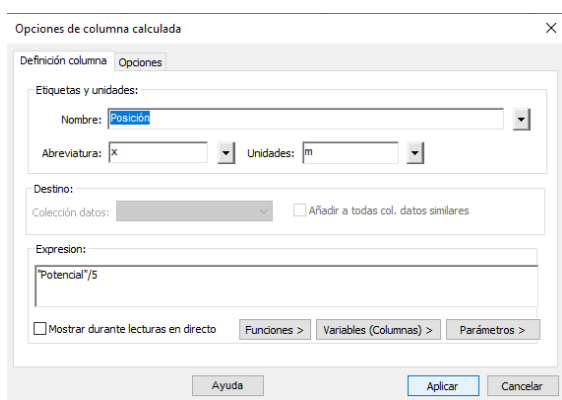 Opciones de columna calculada
Definición columna Opciones
Etiquetas y unidades:
Nombre: Posición
Abreviatura: x Unidades: m
Destino:
Colección datos: Añadir a todas col. datos similares
Expresion:
"Potencial"/5
Mostrar durante lecturas en directo Funciones > Variables (Columnas) > Parámetros >
Ayuda Aplicar Cancelar